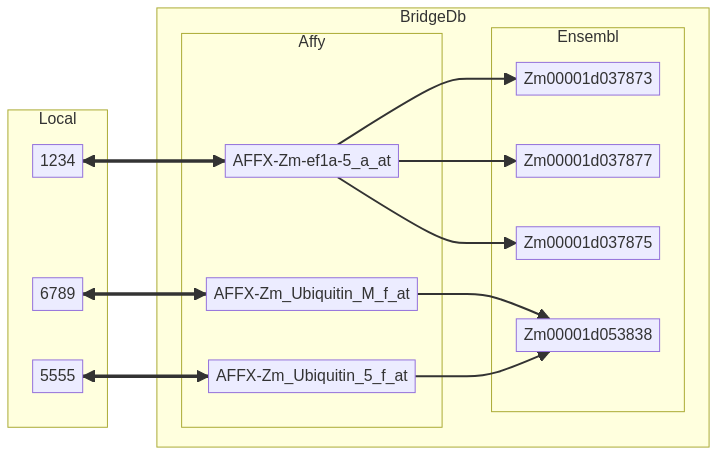 BridgeDb
Affy
Ensembl
Local
Zm00001d037873
1234
AFFX-Zm-ef1a-5_a_at
Zm00001d037877
Zm00001d037875
6789
AFFX-Zm_Ubiquitin_M_f_at
Zm00001d053838
5555
AFFX-Zm_Ubiquitin_5_f_at